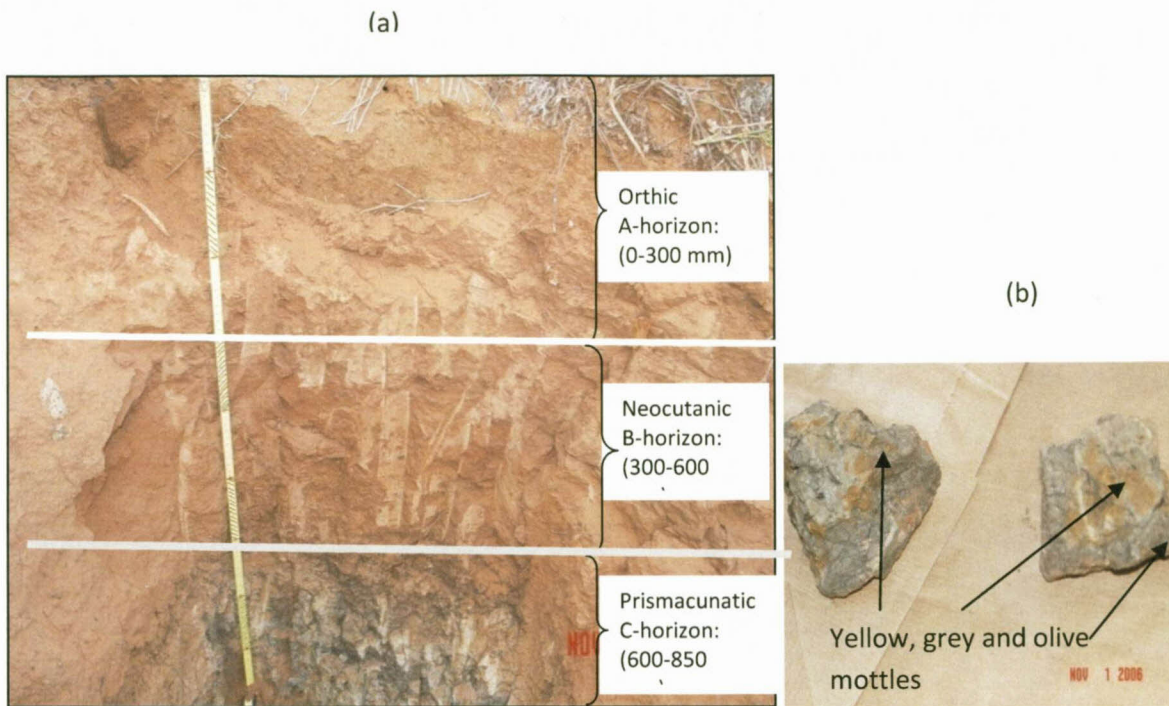 (a)
Orthic
A-horizon:
(0-300 mm)
(b)
Neocutanic
B-horizon:
(300-600
Prismacunatic
C-horizon:
(600-850
NOV
Yellow, grey and olive
mottles
NOV 1 2006